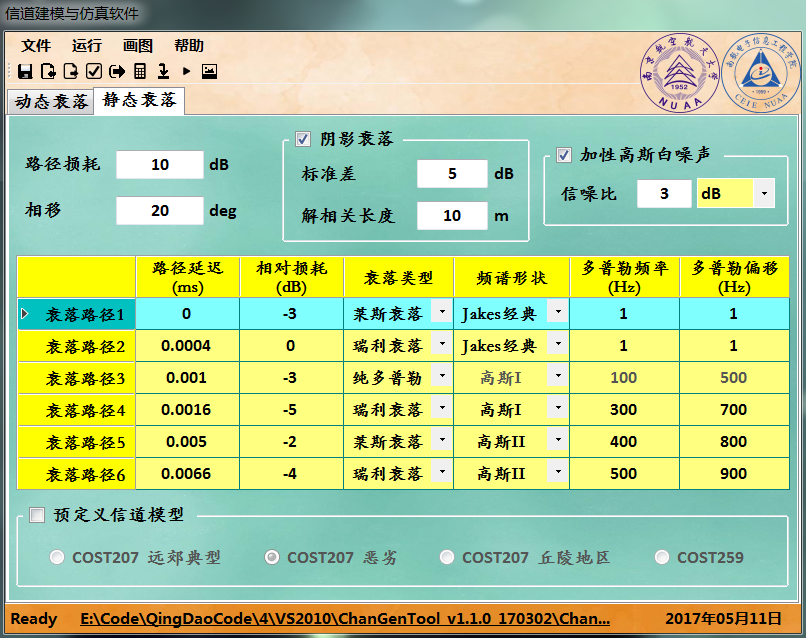 信道建模与仿真软件
文件 运行 画图 帮助
南京航空航天大学
1952
NUAA
南航电子信息工程学院
1999
CEIE NUAA
动态衰落 静态衰落
路径损耗 10 dB
相移 20 deg
阴影衰落
标准差 5 dB
解相关长度 10 m
加性高斯白噪声
信噪比 3 dB
路径延迟 相对损耗 衰落类型 频谱形状 多普勒频率 多普勒偏移
(ms) (dB) (Hz) (Hz)
衰落路径1 0 -3 莱斯衰落 Jakes经典 1 1
衰落路径2 0.0004 0 瑞利衰落 Jakes经典 1 1
衰落路径3 0.001 -3 纯多普勒 高斯I 100 500
衰落路径4 0.0016 -5 瑞利衰落 高斯I 300 700
衰落路径5 0.005 -2 莱斯衰落 高斯II 400 800
衰落路径6 0.0066 -4 瑞利衰落 高斯II 500 900
预定义信道模型
COST207 远郊典型 COST207 恶劣 COST207 丘陵地区 COST259
Ready E:\Code\QingDaoCode\4\VS2010\ChanGenTool_v1.1.0_170302\Chan... 2017年05月11日